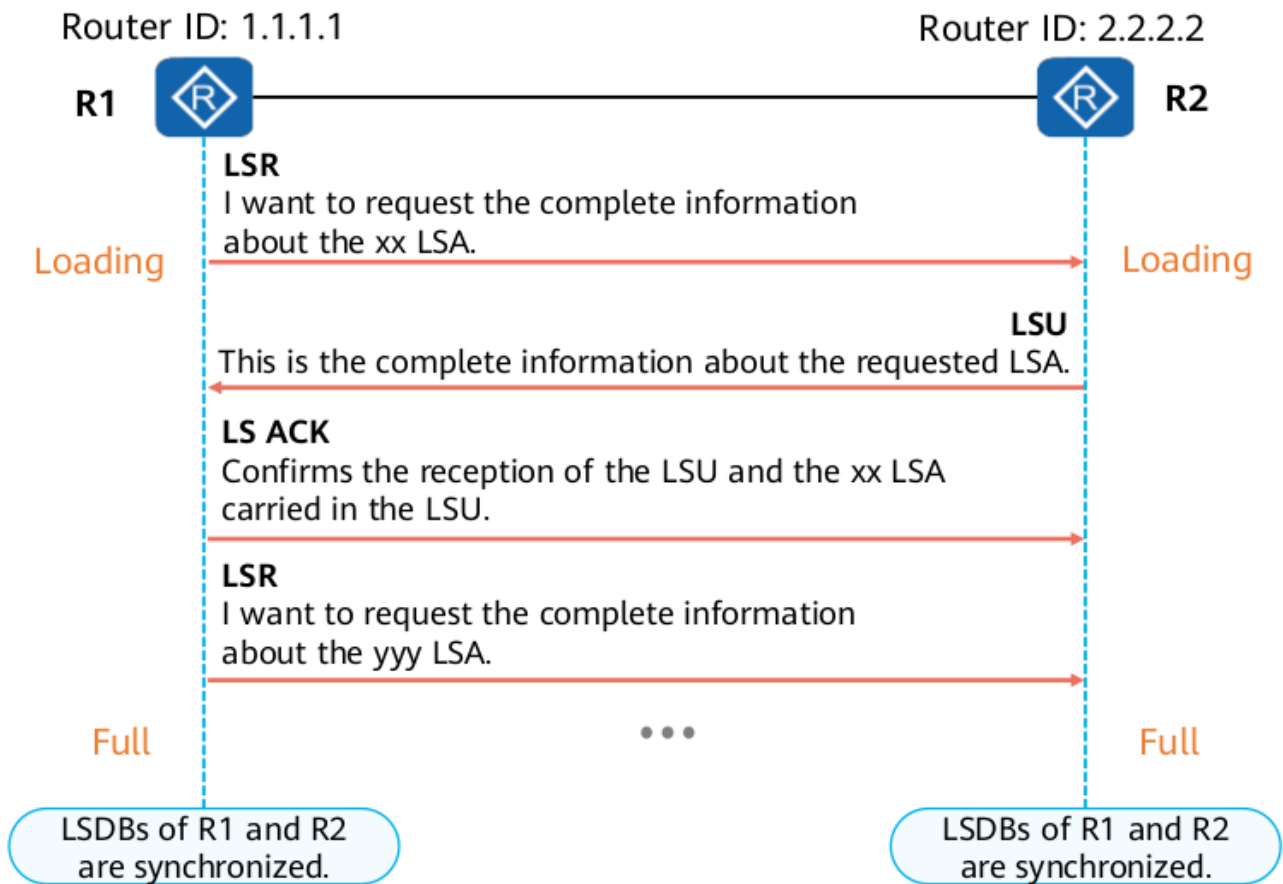 Router ID: 1.1.1.1
Router ID: 2.2.2.2
R1
R
R
R2
LSR
I want to request the complete information
about the xx LSA.
Loading
Loading
LSU
This is the complete information about the requested LSA.
LS ACK
Confirms the reception of the LSU and the xx LSA
carried in the LSU.
LSR
I want to request the complete information
about the yyy LSA.
Full
•••
Full
LSDBs of R1 and R2
are synchronized.
LSDBs of R1 and R2
are synchronized.